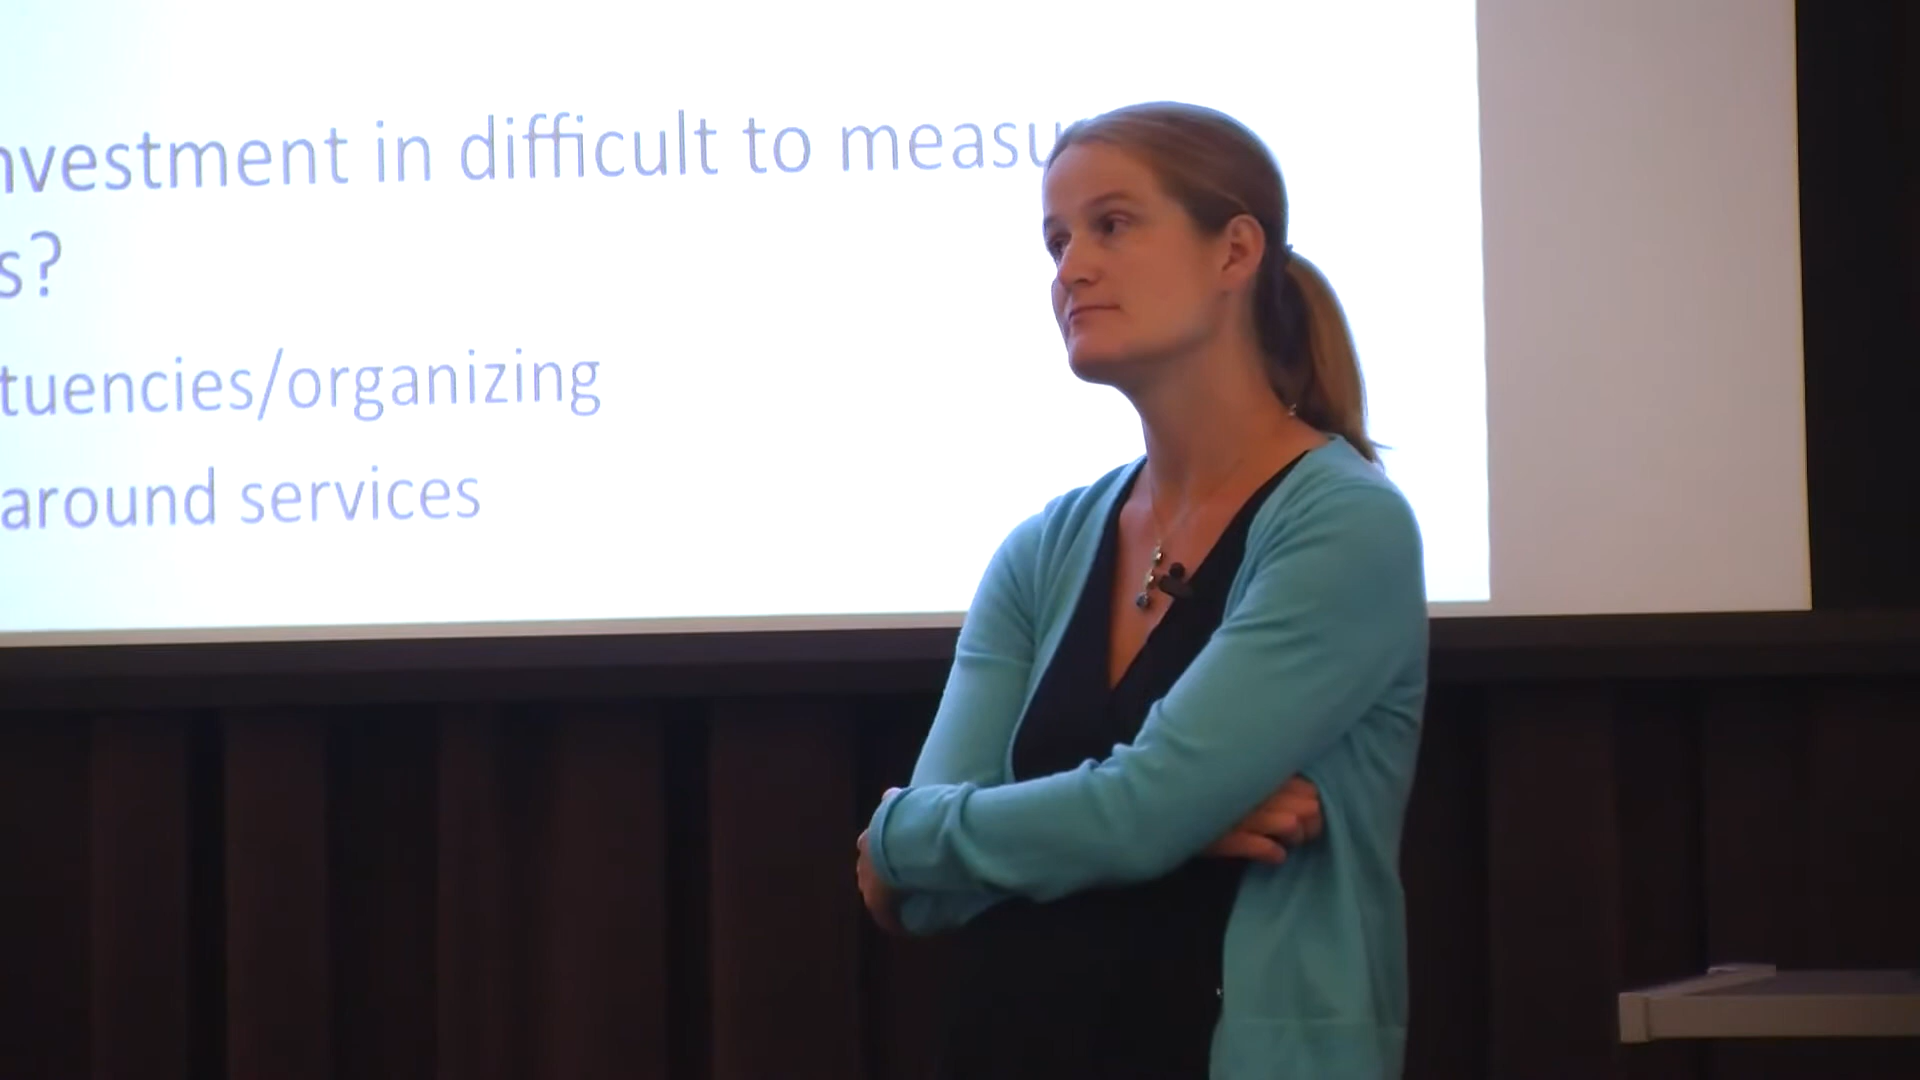 nvestment in difficult to measu
s?
tuencies/organizing
around services